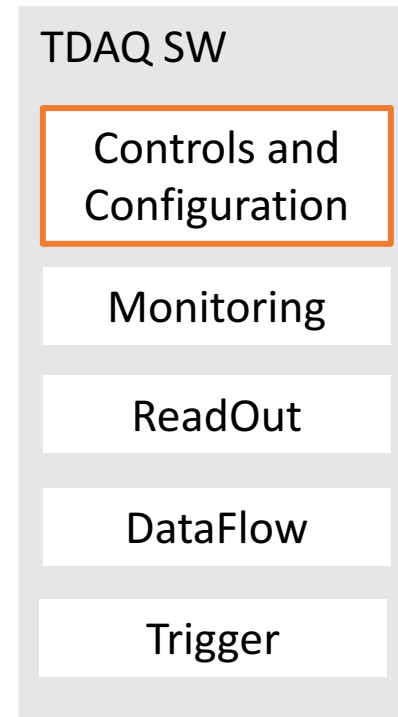 TDAQ SW
Controls and
Configuration
Monitoring
ReadOut
DataFlow
Trigger